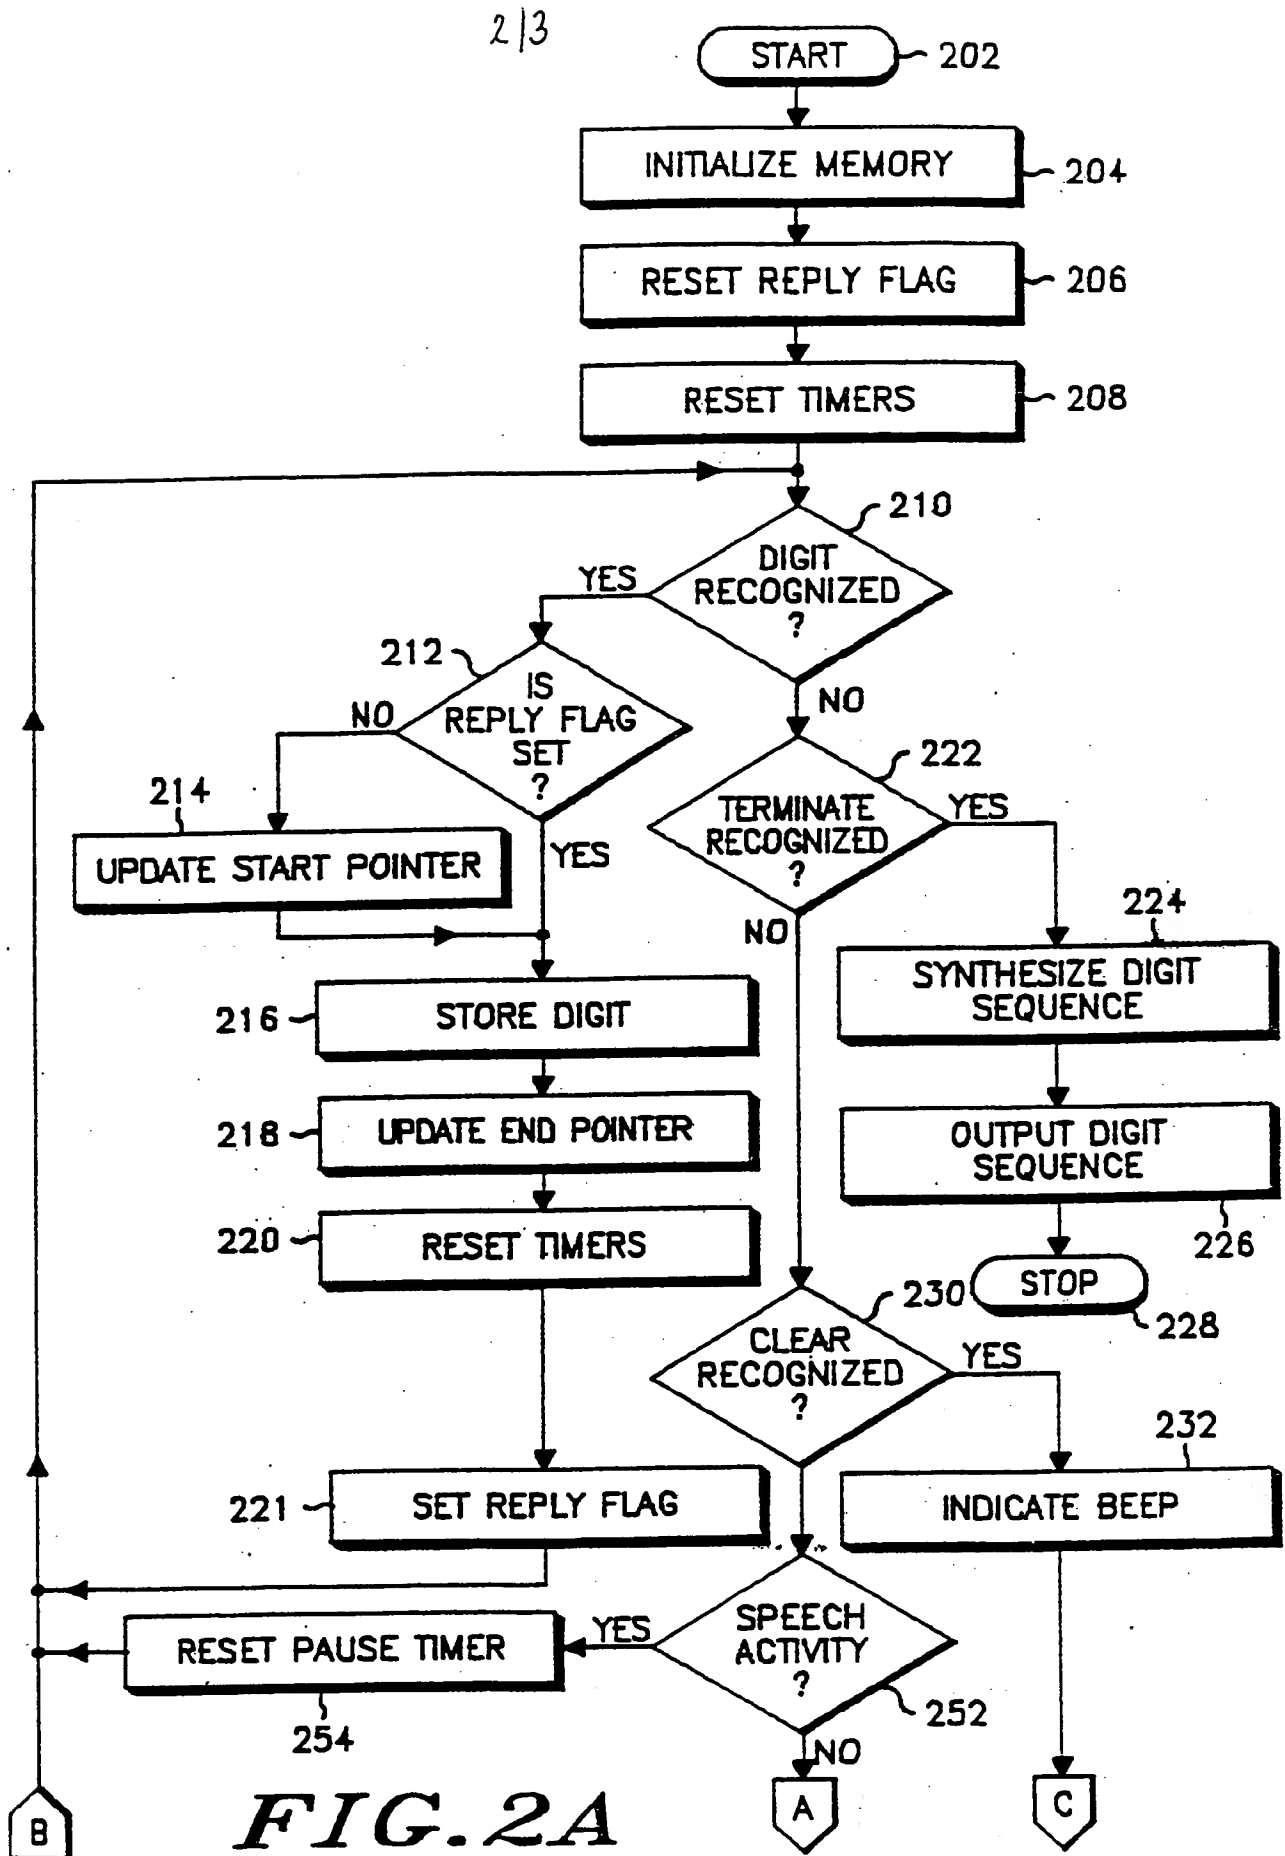 2/3
START
202
INITIALIZE MEMORY
204
RESET REPLY FLAG
206
RESET TIMERS
208
210
DIGIT
RECOGNIZED
?
YES
NO
212
IS
REPLY FLAG
SET
?
NO
YES
214
UPDATE START POINTER
222
TERMINATE
RECOGNIZED
?
YES
NO
224
SYNTHESIZE DIGIT
SEQUENCE
216
STORE DIGIT
218
UPDATE END POINTER
OUTPUT DIGIT
SEQUENCE
226
220
RESET TIMERS
STOP
228
230
CLEAR
RECOGNIZED
?
YES
232
INDICATE BEEP
221
SET REPLY FLAG
SPEECH
ACTIVITY
?
YES
252
NO
RESET PAUSE TIMER
254
B
FIG. 2A
A
C